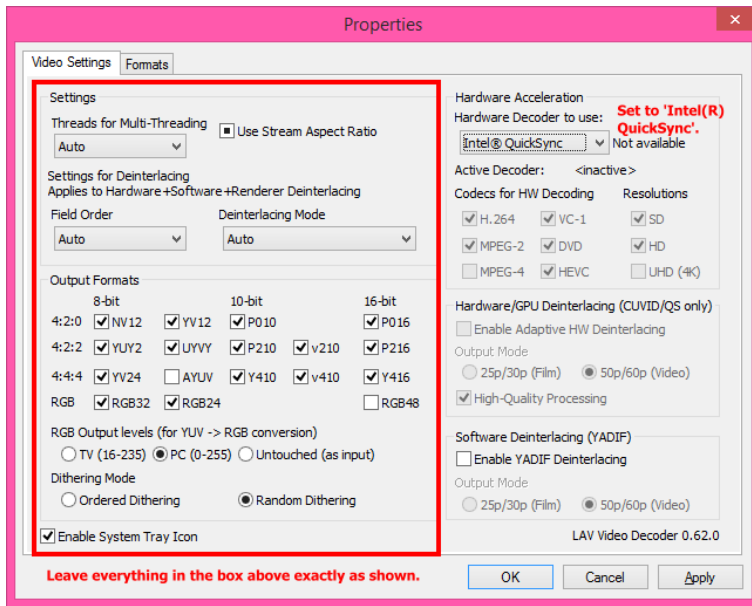 Properties
Video Settings
Formats
Settings
Threads for Multi-Threading
Auto
Use Stream Aspect Ratio
Settings for Deinterlacing
Applies to Hardware+Software+Renderer Deinterlacing
Field Order
Deinterlacing Mode
Auto
Auto
Output Formats
8-bit 10-bit 16-bit
4:2:0 NV12 YV12 P010 P016
4:2:2 YUY2 UYVY P210 v210 P216
4:4:4 YV24 AYUV Y410 v410 Y416
RGB RGB32 RGB24 RGB48
RGB Output levels (for YUV -> RGB conversion)
TV (16-235) PC (0-255) Untouched (as input)
Dithering Mode
Ordered Dithering Random Dithering
Enable System Tray Icon
Leave everything in the box above exactly as shown.
Hardware Acceleration
Hardware Decoder to use:
Set to 'Intel(R)
QuickSync'.
Intel® QuickSync
Not available
Active Decoder: <inactive>
Codecs for HW Decoding Resolutions
H.264 VC-1 SD
MPEG-2 DVD HD
MPEG-4 HEVC UHD (4K)
Hardware/GPU Deinterlacing (CUVID/QS only)
Enable Adaptive HW Deinterlacing
Output Mode
25p/30p (Film) 50p/60p (Video)
High-Quality Processing
Software Deinterlacing (YADIF)
Enable YADIF Deinterlacing
Output Mode
25p/30p (Film) 50p/60p (Video)
LAV Video Decoder 0.62.0
OK Cancel Apply